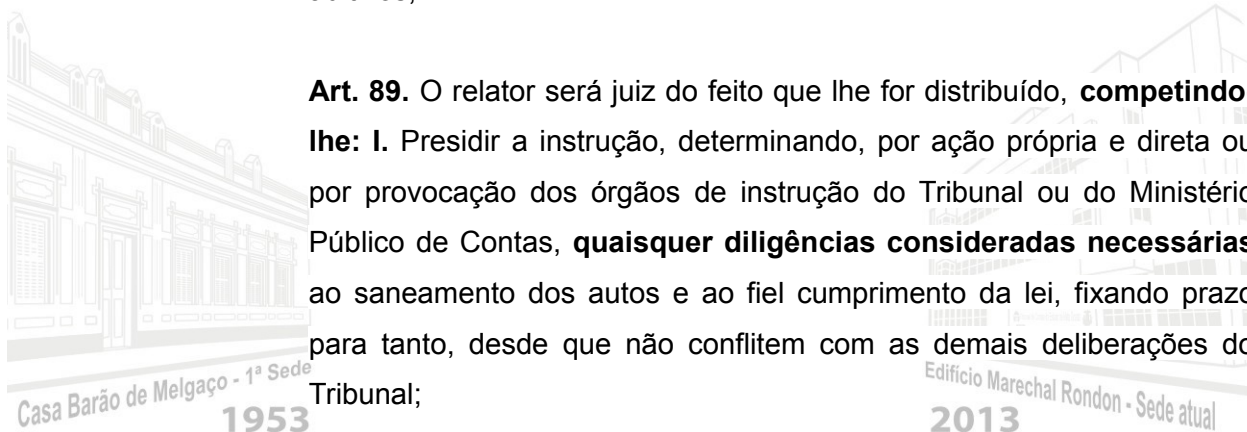 Art. 89. O relator será juiz do feito que lhe for distribuído, competindo
lhe: I. Presidir a instrução, determinando, por ação própria e direta ou
por provocação dos órgãos de instrução do Tribunal ou do Ministério
Público de Contas, quaisquer diligências consideradas necessárias
ao saneamento dos autos e ao fiel cumprimento da lei, fixando prazo
para tanto, desde que não conflitem com as demais deliberações do
Tribunal;
Casa Barão de Melgaço - 1ª Sede
1953
Edifício Marechal Rondon - Sede atual
2013